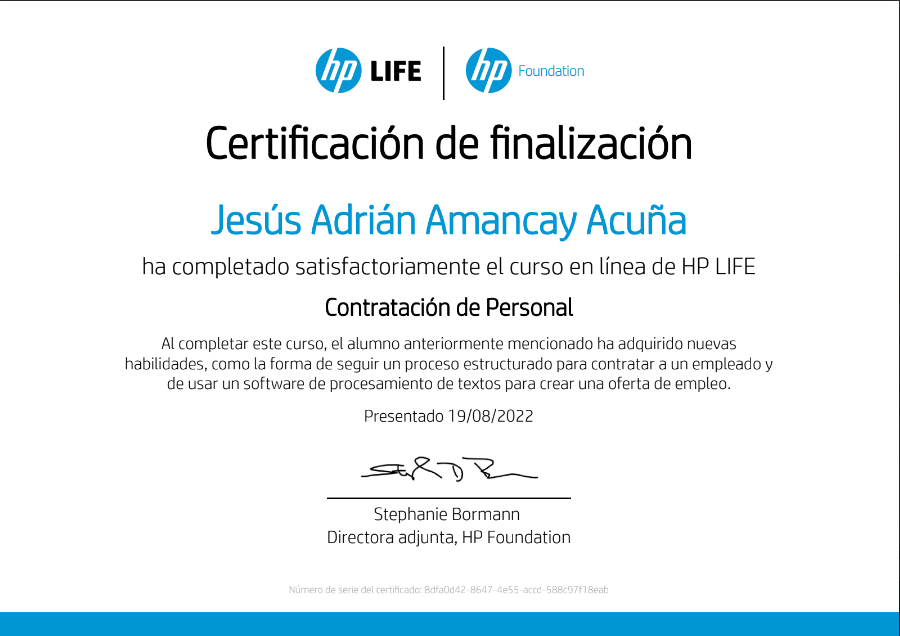 hp LIFE hp Foundation
Certificación de finalización
Jesús Adrián Amancay Acuña
ha completado satisfactoriamente el curso en línea de HP LIFE
Contratación de Personal
Al completar este curso, el alumno anteriormente mencionado ha adquirido nuevas
habilidades, como la forma de seguir un proceso estructurado para contratar a un empleado y
de usar un software de procesamiento de textos para crear una oferta de empleo.
Presentado 19/08/2022
Stephanie Bormann
Directora adjunta, HP Foundation
Número de serie del certificado: 8dfa0d42-8647-4e55-accd-588c97f18eab